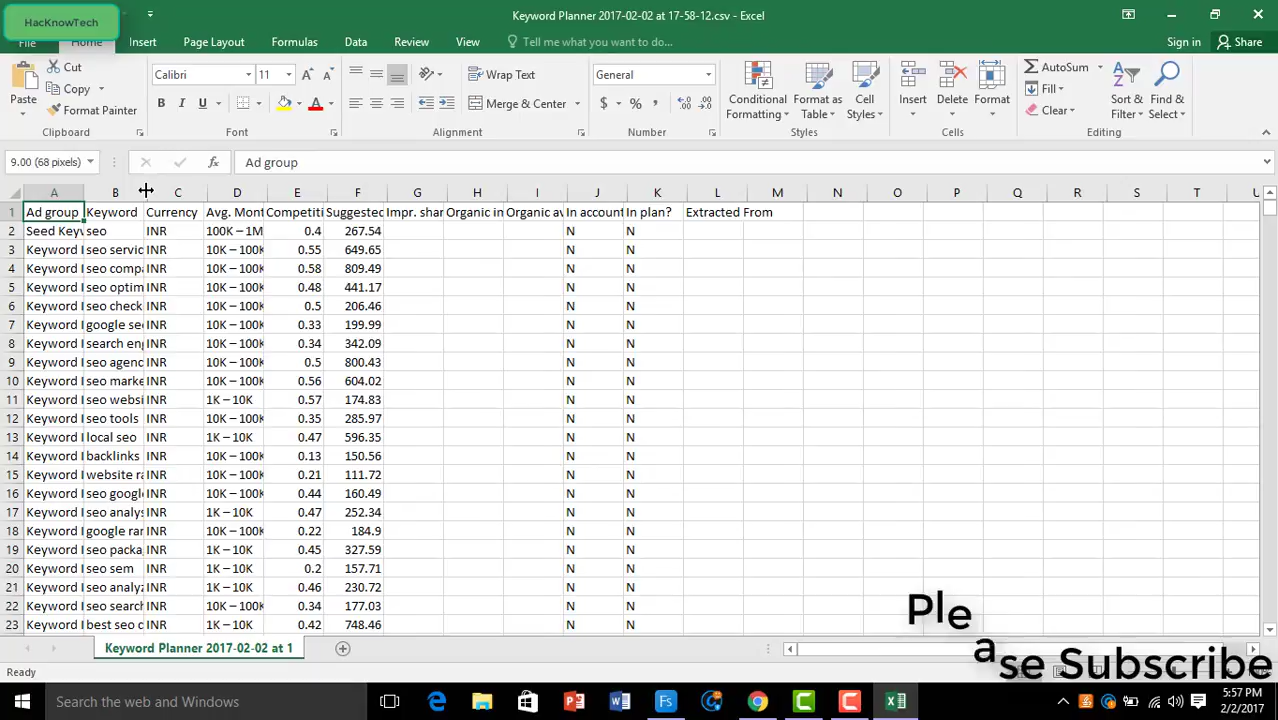 HacKnowTech
Keyword Planner 2017-02-02 at 17-58-12.csv - Excel
File Home Insert Page Layout Formulas Data Review View Tell me what you want to do... Sign in Share
Paste Cut
Copy
Format Painter
Clipboard
Calibri 11
B I U
Font
Wrap Text
Merge & Center
Alignment
General
$ % ,
Number
Conditional Formatting
Format as Table
Cell Styles
Styles
Insert Delete Format
Cells
AutoSum
Fill
Clear
Sort & Filter
Find & Select
Editing
9.00 (68 pixels) fx Ad group
A B C D E F G H I J K L M N O P Q R S T U
1 Ad group Keyword Currency Avg. Mont Competiti Suggested Impr. shar Organic in Organic av In account In plan? Extracted From
2 Seed Keyv seo INR 100K – 1M 0.4 267.54 N N
3 Keyword I seo servic INR 10K – 100K 0.55 649.65 N N
4 Keyword I seo compa INR 10K – 100K 0.58 809.49 N N
5 Keyword I seo optim INR 10K – 100K 0.48 441.17 N N
6 Keyword I seo check INR 10K – 100K 0.5 206.46 N N
7 Keyword I google seo INR 10K – 100K 0.33 199.99 N N
8 Keyword I search eng INR 10K – 100K 0.34 342.09 N N
9 Keyword I seo agenc INR 10K – 100K 0.5 800.43 N N
10 Keyword I seo marke INR 10K – 100K 0.56 604.02 N N
11 Keyword I seo websi INR 1K – 10K 0.57 174.83 N N
12 Keyword I seo tools INR 10K – 100K 0.35 285.97 N N
13 Keyword I local seo INR 1K – 10K 0.47 596.35 N N
14 Keyword I backlinks INR 10K – 100K 0.13 150.56 N N
15 Keyword I website ra INR 10K – 100K 0.21 111.72 N N
16 Keyword I seo google INR 10K – 100K 0.44 160.49 N N
17 Keyword I seo analys INR 1K – 10K 0.47 252.34 N N
18 Keyword I google ran INR 10K – 100K 0.22 184.9 N N
19 Keyword I seo packa INR 1K – 10K 0.45 327.59 N N
20 Keyword I seo sem INR 1K – 10K 0.2 157.71 N N
21 Keyword I seo analyz INR 1K – 10K 0.46 230.72 N N
22 Keyword I seo search INR 10K – 100K 0.34 177.03 N N
23 Keyword I best seo c INR 1K – 10K 0.42 748.46 N N
Please Subscribe
Keyword Planner 2017-02-02 at 1
Ready
Search the web and Windows
5:57 PM
2/2/2017